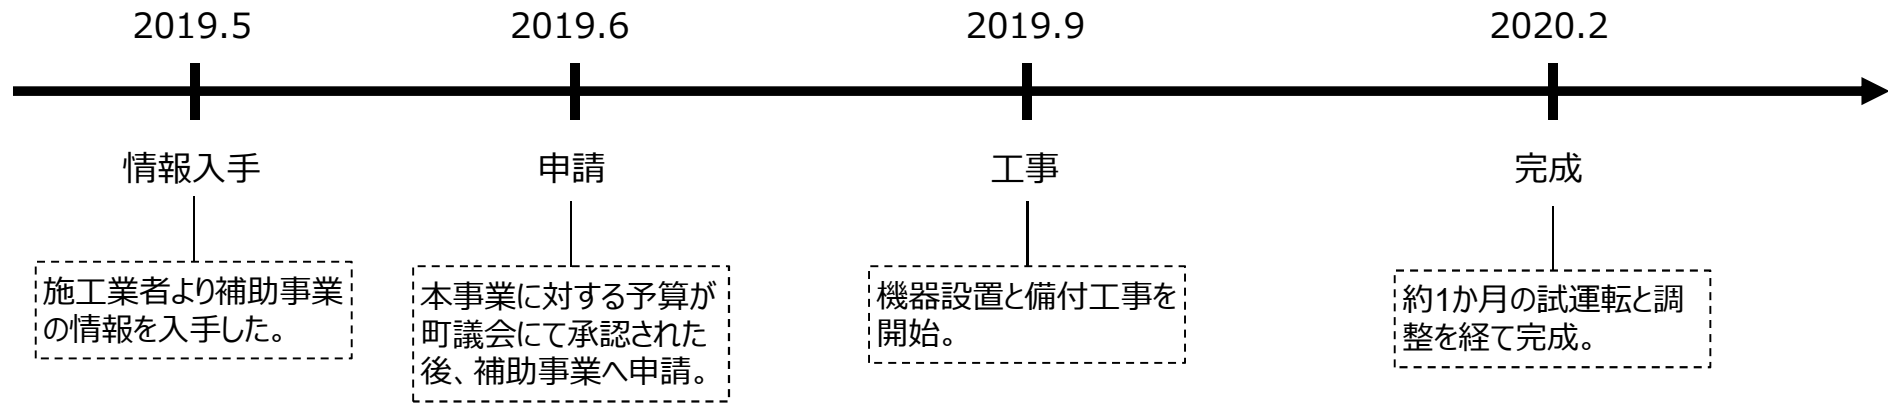 2019.5
2019.6
2019.9
2020.2
情報入手
申請
工事
完成
施工業者より補助事業
の情報を入手した。
本事業に対する予算が
町議会にて承認された
後、補助事業へ申請。
機器設置と備付工事を
開始。
約1か月の試運転と調
整を経て完成。